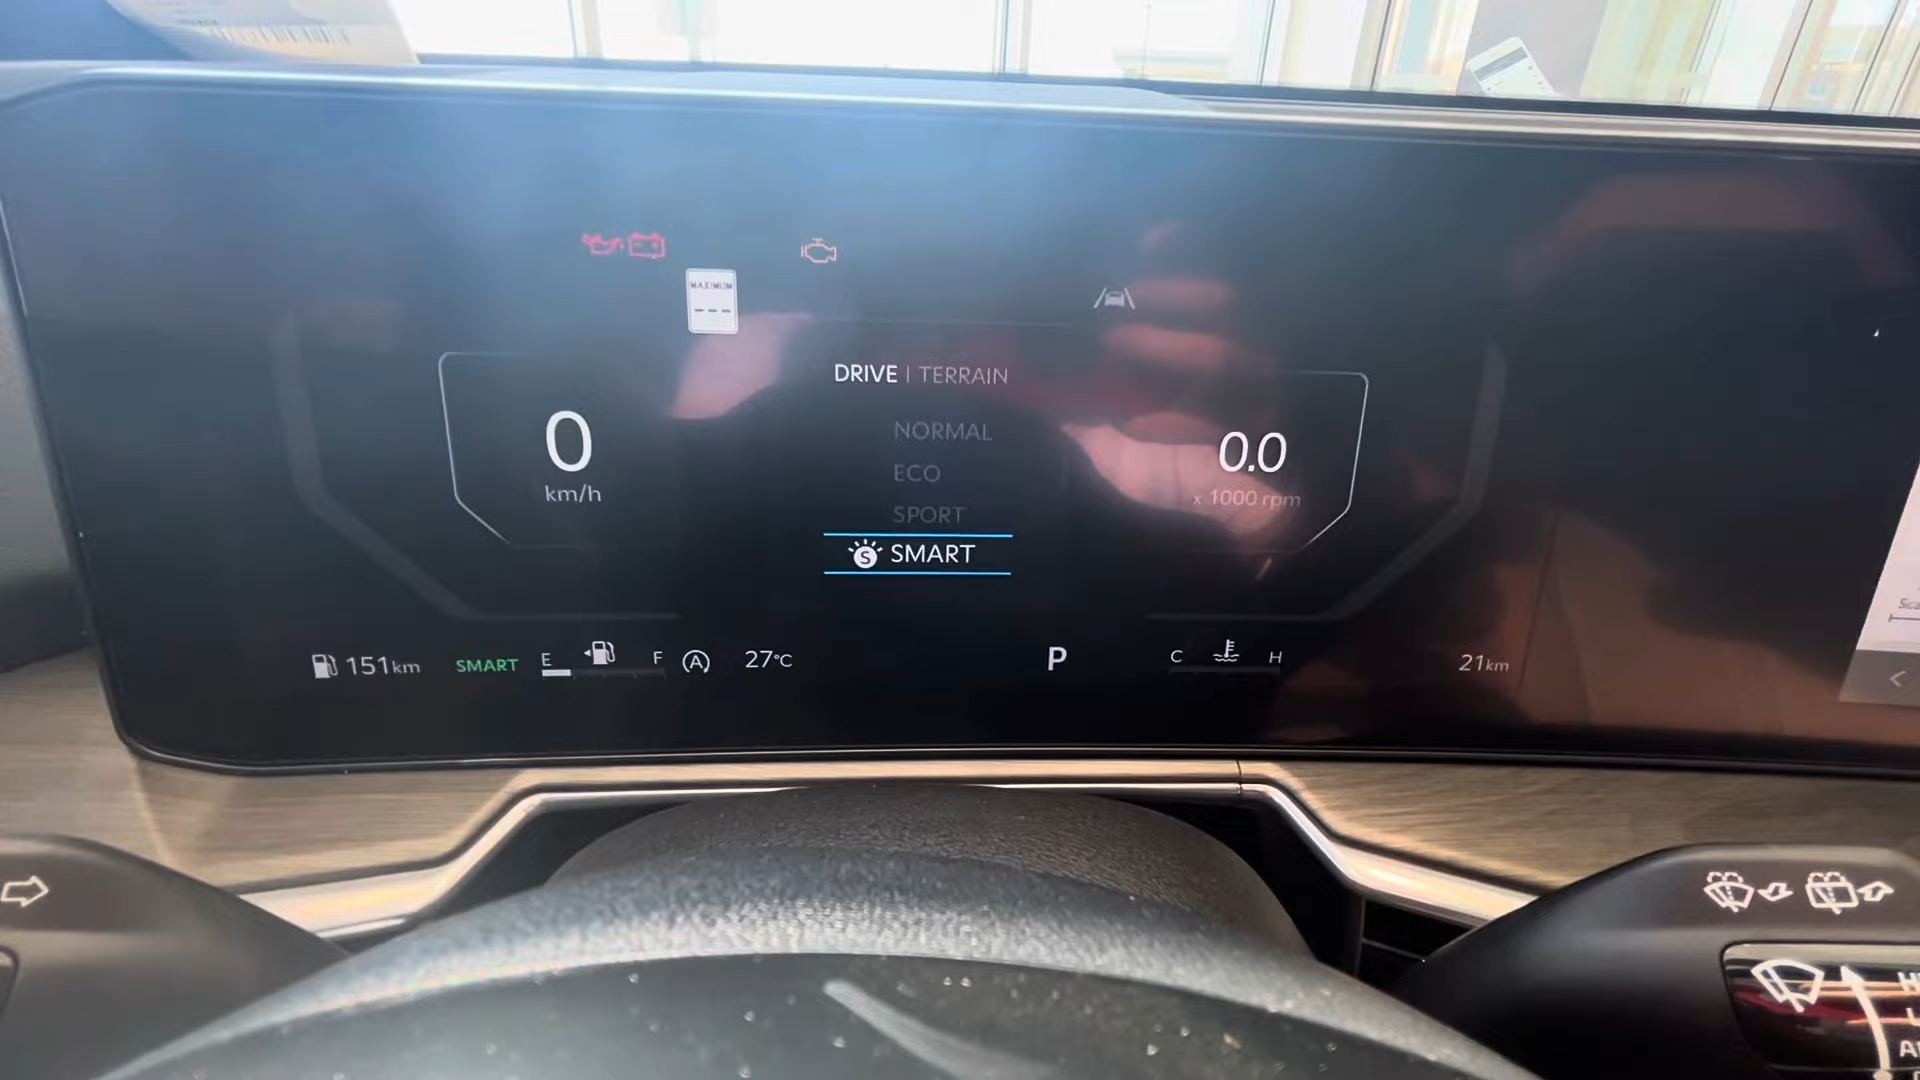 MAXIMUM
---
DRIVE | TERRAIN
NORMAL
ECO
SPORT
S SMART
0
km/h
0.0
x 1000 rpm
151km
SMART
E F
A
27°C
P
C H
21km